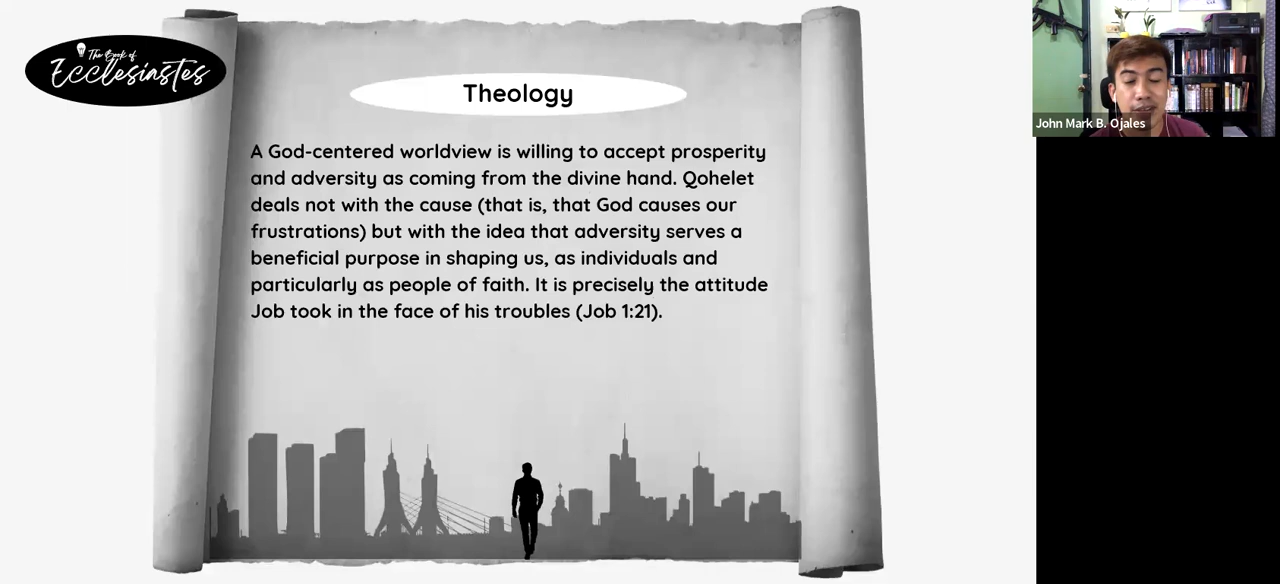 The Book of
Ecclesiastes
Theology
A God-centered worldview is willing to accept prosperity
and adversity as coming from the divine hand. Qohelet
deals not with the cause (that is, that God causes our
frustrations) but with the idea that adversity serves a
beneficial purpose in shaping us, as individuals and
particularly as people of faith. It is precisely the attitude
Job took in the face of his troubles (Job 1:21).
John Mark B. Ojales